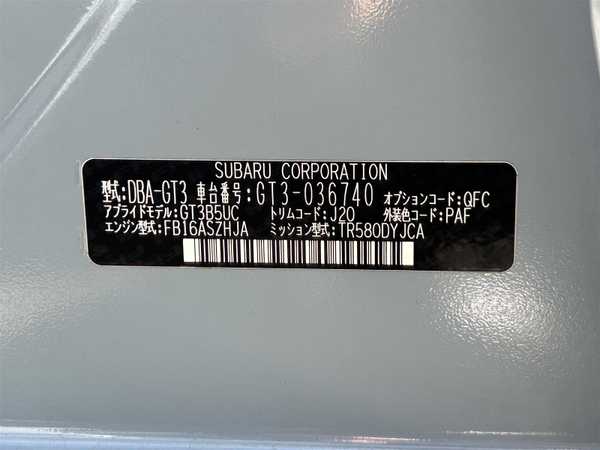 SUBARU CORPORATION
型式:DBA-GT3 車台番号:GT3-036740 オプションコード:QFC
アプライドモデル:GT3B5UC トリムコード:J20 外装色コード:PAF
エンジン型式:FB16ASZHJA ミッション型式:TR580DYJCA